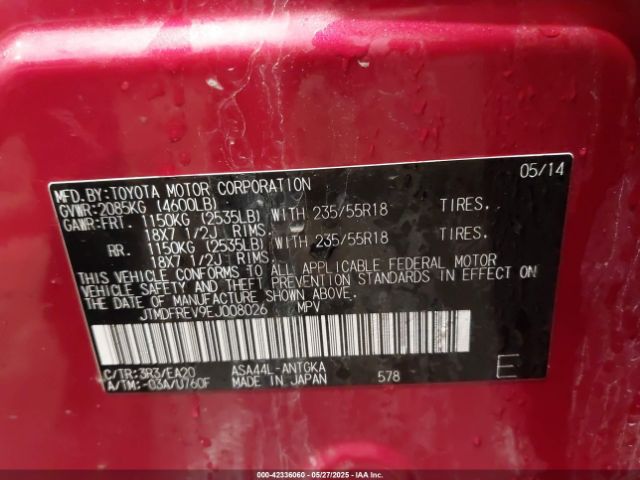 05/14
MFD.BY:TOYOTA MOTOR CORPORATION
GVWR:2085KG (4600LB)
GAWR:FRT. 1150KG (2535LB) WITH 235/55R18 TIRES.
18X7 1/2J RIMS.
RR. 1150KG (2535LB) WITH 235/55R18 TIRES.
18X7 1/2J RIMS.
THIS VEHICLE CONFORMS TO ALL APPLICABLE FEDERAL MOTOR
VEHICLE SAFETY AND THEFT PREVENTION STANDARDS IN EFFECT ON
THE DATE OF MANUFACTURE SHOWN ABOVE.
JTMDFREV9EJ008026 MPV
C/TR:3R3/EA20 ASA44L-ANTGKA
A/TM:-03A/U760F MADE IN JAPAN 578 E
000-42336060 - 05/27/2025 - IAA Inc.